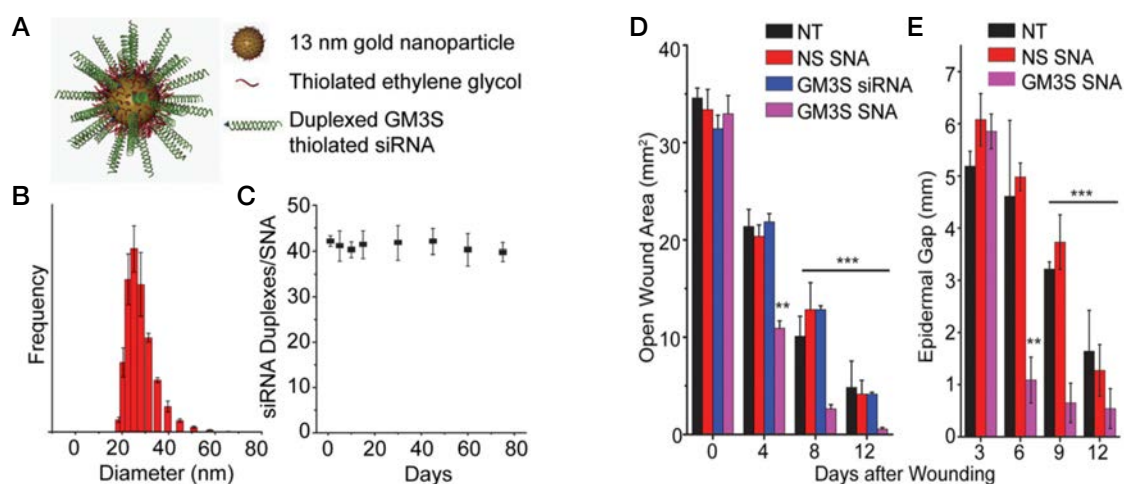 A
13 nm gold nanoparticle
Thiolated ethylene glycol
Duplexed GM3S
thiolated siRNA
B
Frequency
0 20 40 60 80
Diameter (nm)
C
siRNA Duplexes/SNA
50
40
30
20
10
0
0 20 40 60 80
Days
D
NT
NS SNA
GM3S siRNA
GM3S SNA
Open Wound Area (mm²)
30
20
10
0
**
***
0 4 8 12
E
NT
NS SNA
GM3S SNA
Epidermal Gap (mm)
8
7
6
5
4
3
2
1
0
**
***
3 6 9 12
Days after Wounding